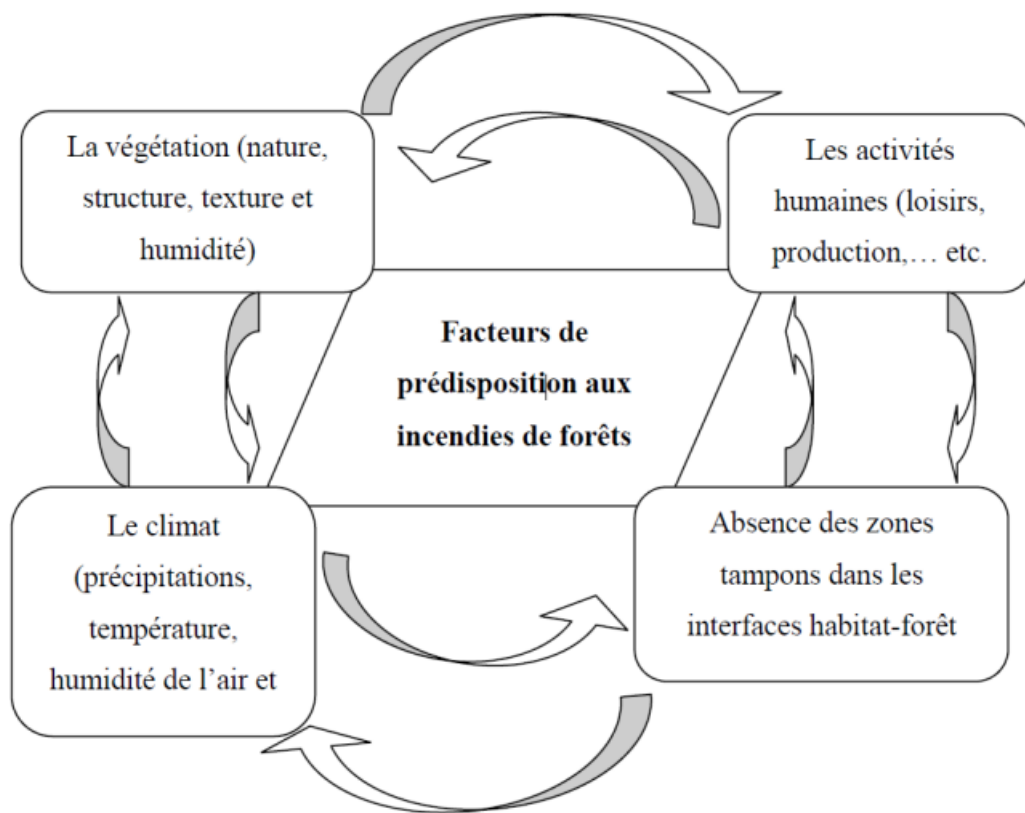 La végétation (nature,
structure, texture et
humidité)
Les activités
humaines (loisirs,
production,… etc.
Facteurs de
prédisposition aux
incendies de forêts
Le climat
(précipitations,
température,
humidité de l’air et
Absence des zones
tampons dans les
interfaces habitat-forêt